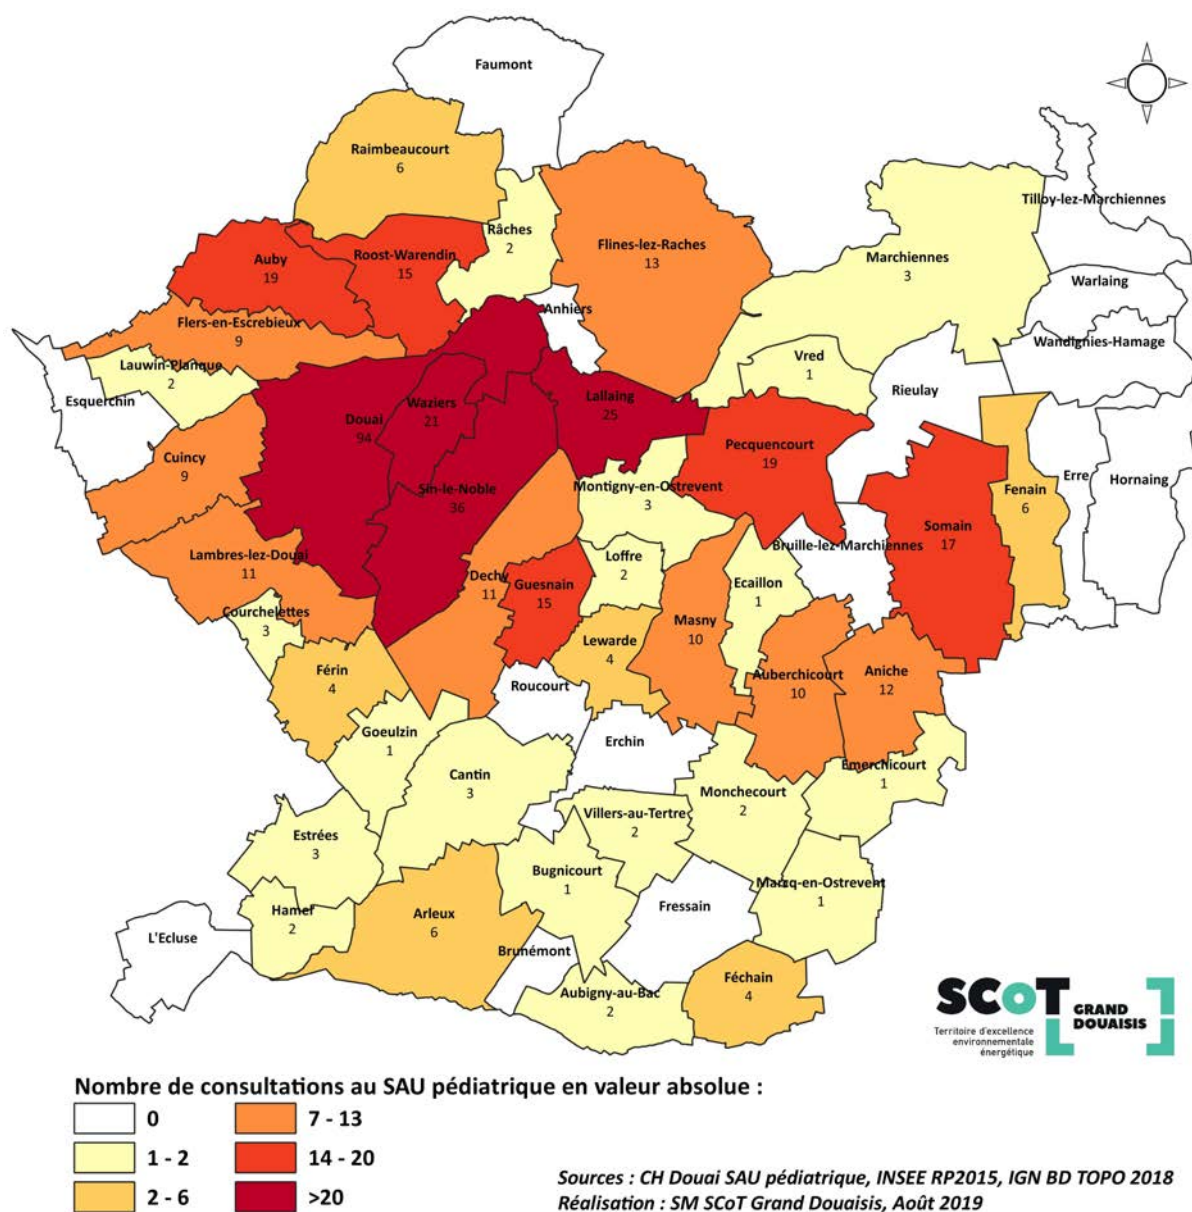 Faumont
Raimbeaucourt
6
Tilloy-lez-Marchiennes
Râches
2
Flines-lez-Raches
13
Auby
19
Roost-Warendin
15
Marchiennes
3
Warlaing
Anhiers
Flers-en-Escrebieux
9
Wandignies-Hamage
Lauwin-Planque
2
Vred
1
Esquerchin
Rieulay
Lallaing
25
Waziers
21
Douai
94
Cuincy
9
Pecquencourt
19
Erre
Hornaing
Sin-le-Noble
36
Montigny-en-Ostrevent
3
Fenain
6
Somain
17
Bruille-lez-Marchiennes
Lambres-lez-Douai
11
Loffre
2
Dechy
11
Guesnain
15
Ecaillon
1
Courchelettes
3
Masny
10
Lewarde
4
Férin
4
Auberchicourt
10
Aniche
12
Roucourt
Goeulzin
1
Erchin
Emerchicourt
1
Cantin
3
Monchecourt
2
Villers-au-Tertre
2
Estrées
3
Bugnicourt
1
Marcq-en-Ostrevent
1
Fressain
Hamel
2
Arleux
6
L'Ecluse
Brunémont
Féchain
4
Aubigny-au-Bac
2
SCoT GRAND
DOUAISIS
Territoire d'excellence
environnementale
énergétique
Nombre de consultations au SAU pédiatrique en valeur absolue :
0
7 - 13
1 - 2
14 - 20
2 - 6
>20
Sources : CH Douai SAU pédiatrique, INSEE RP2015, IGN BD TOPO 2018
Réalisation : SM SCoT Grand Douaisis, Août 2019